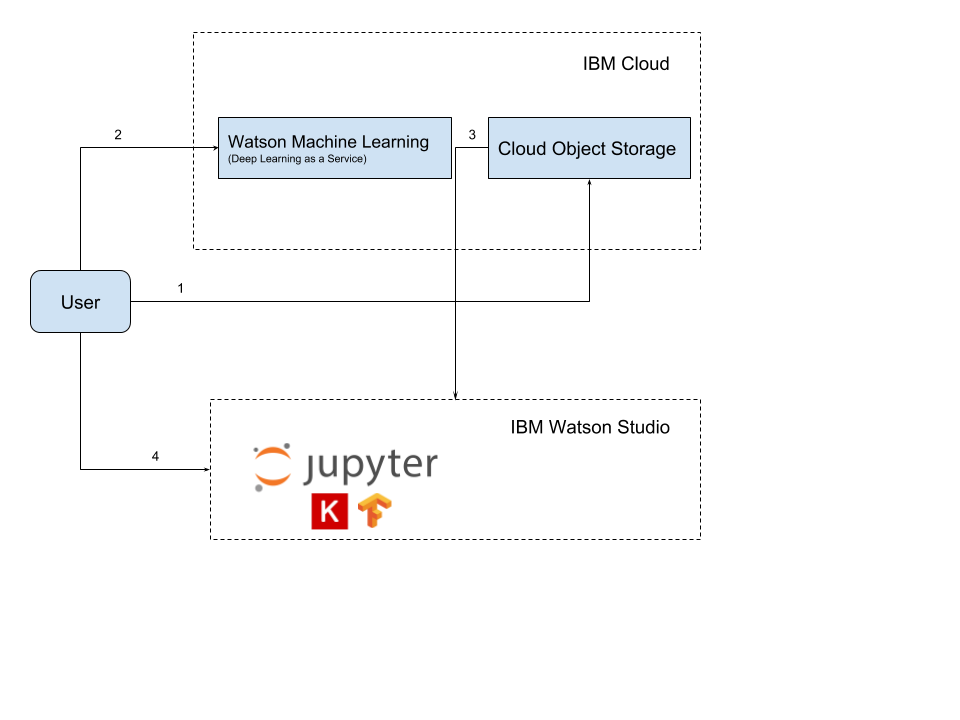 IBM Cloud
2
3
Watson Machine Learning
(Deep Learning as a Service)
Cloud Object Storage
1
User
IBM Watson Studio
4
jupyter
K